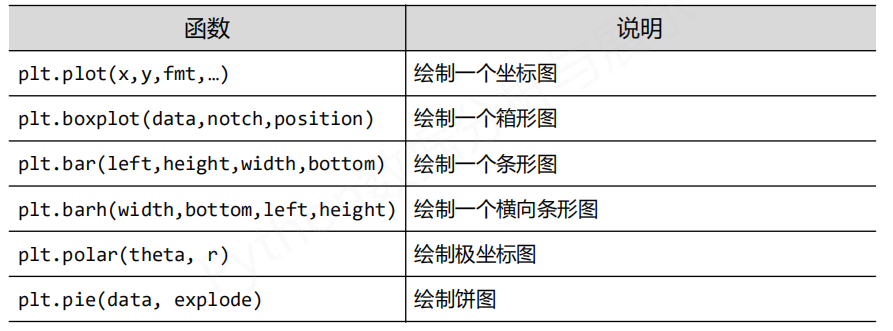 函数 说明
plt.plot(x,y,fmt,…) 绘制一个坐标图
plt.boxplot(data,notch,position) 绘制一个箱形图
plt.bar(left,height,width,bottom) 绘制一个条形图
plt.barh(width,bottom,left,height) 绘制一个横向条形图
plt.polar(theta, r) 绘制极坐标图
plt.pie(data, explode) 绘制饼图